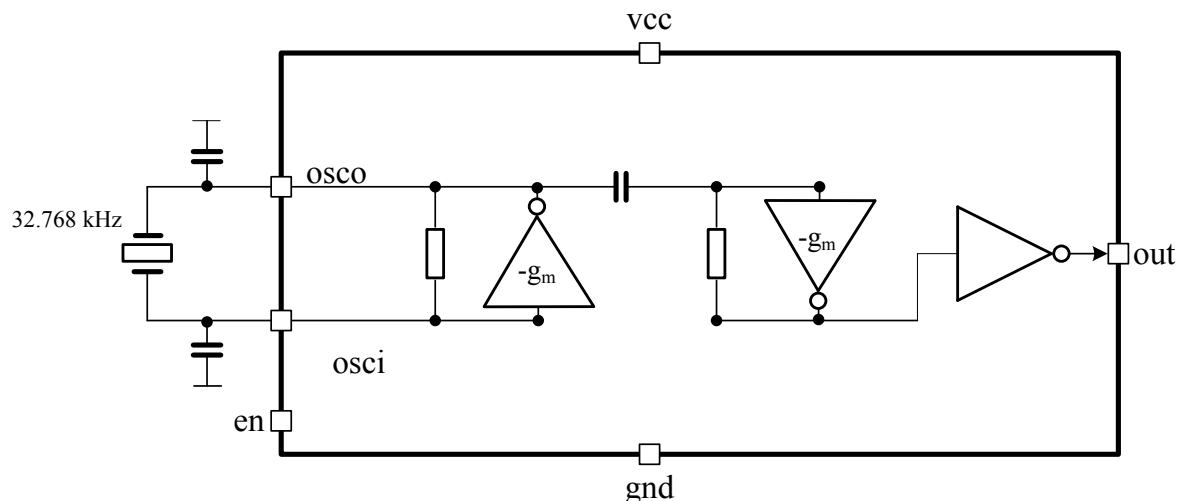 vcc
osco
32.768 kHz
-gm
-gm
out
osci
en
gnd